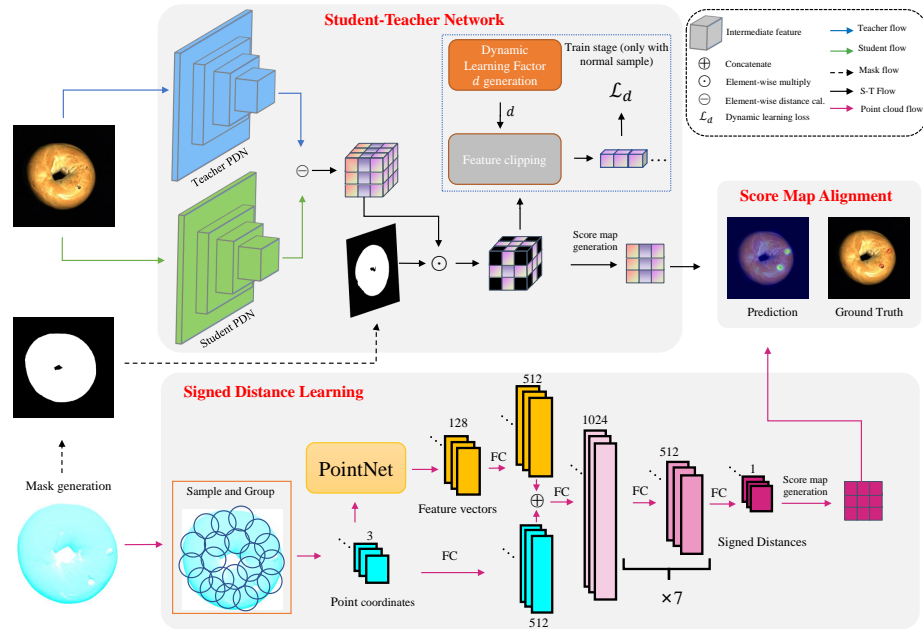 Student-Teacher Network
Teacher PDN
Student PDN
Dynamic
Learning Factor
d generation
d
Feature clipping
Train stage (only with
normal sample)
ℒd
...
Score map
generation
Intermediate feature
Concatenate
Element-wise multiply
Element-wise distance cal.
ℒd Dynamic learning loss
Teacher flow
Student flow
Mask flow
S-T Flow
Point cloud flow
Score Map Alignment
Prediction
Ground Truth
Signed Distance Learning
Mask generation
Sample and Group
PointNet
3
Point coordinates
128
Feature vectors
FC
FC
512
512
FC
1024
FC
512
×7
FC
1
Signed Distances
Score map
generation